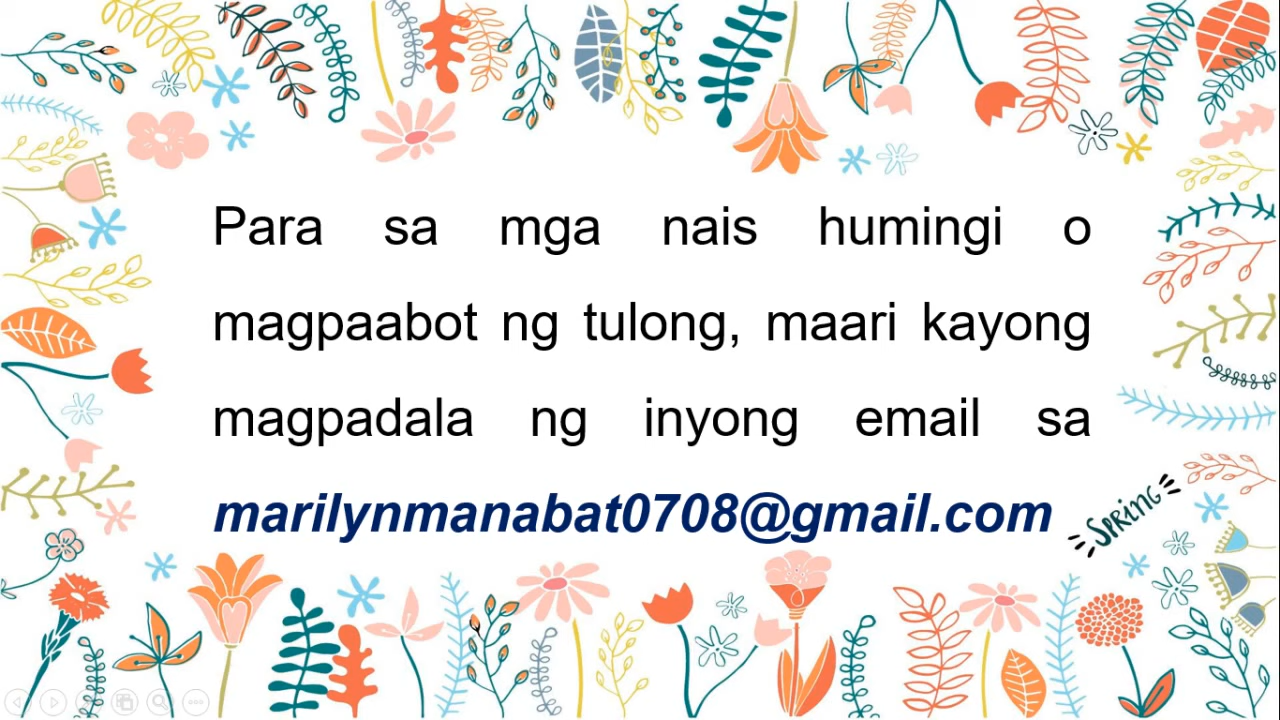 Para sa mga nais humingi o
magpaabot ng tulong, maari kayong
magpadala ng inyong email sa
marilynmanabat0708@gmail.com
SPRING